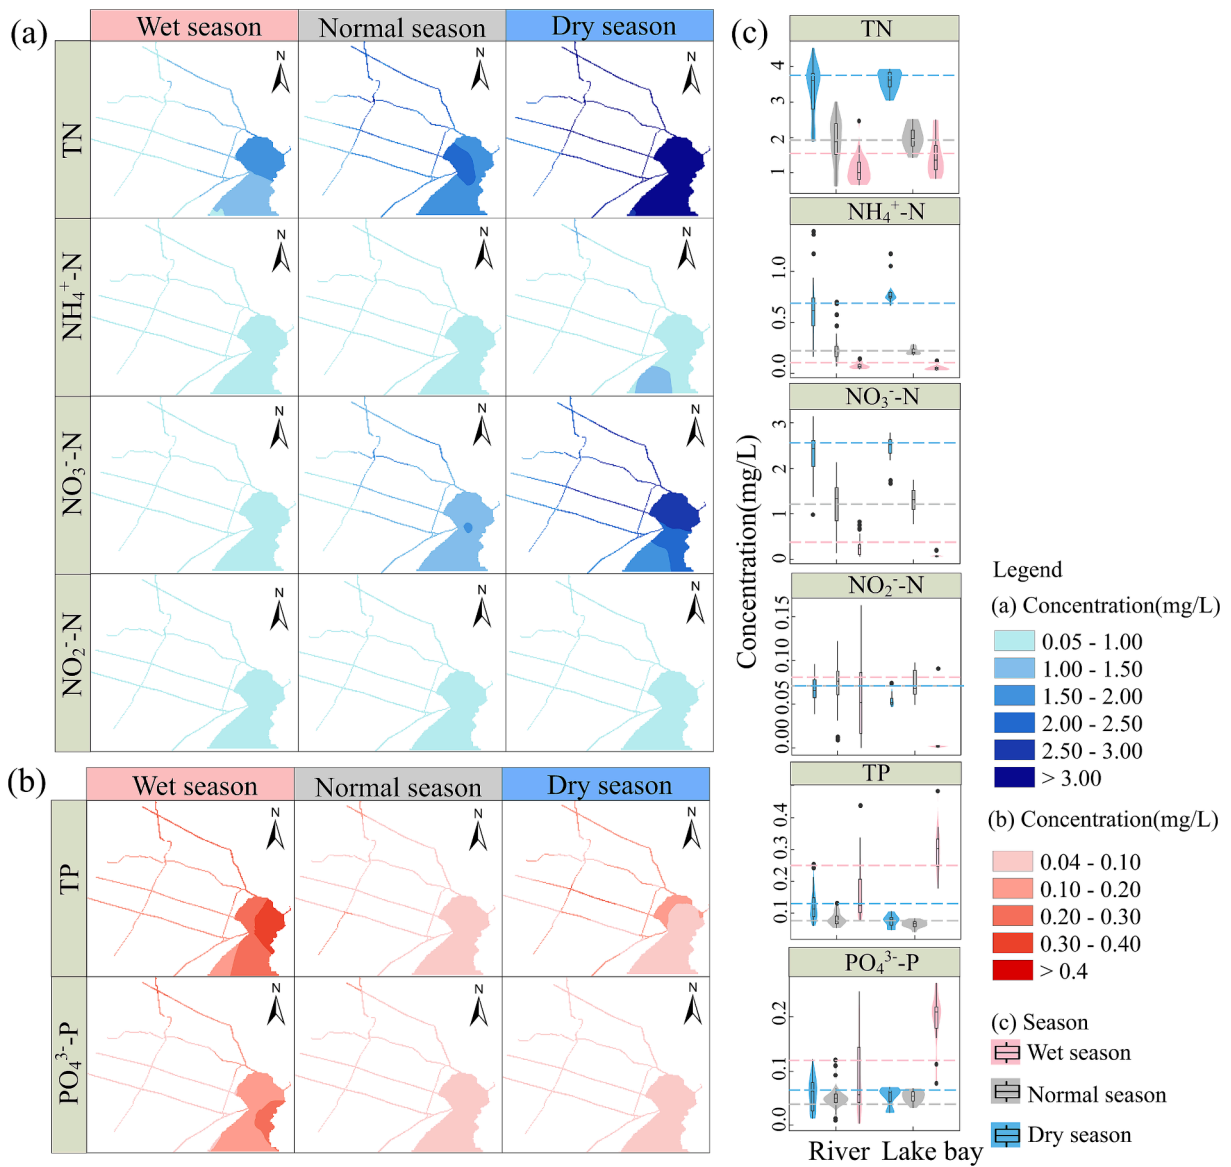 (a)
Wet season Normal season Dry season
TN
N N N
NH₄⁺-N
N N N
NO₃⁻-N
N N N
NO₂⁻-N
N N N
(b)
Wet season Normal season Dry season
TP
N N N
PO₄³⁻-P
N N N
(c)
Concentration(mg/L)
TN
4
3
2
1
NH₄⁺-N
1.0
0.5
0.0
NO₃⁻-N
3
2
1
0
NO₂⁻-N
0.15
0.10
0.05
0.00
TP
0.4
0.3
0.2
0.1
PO₄³⁻-P
0.2
0.1
0.0
River Lake bay
Legend
(a) Concentration(mg/L)
0.05 - 1.00
1.00 - 1.50
1.50 - 2.00
2.00 - 2.50
2.50 - 3.00
> 3.00
(b) Concentration(mg/L)
0.04 - 0.10
0.10 - 0.20
0.20 - 0.30
0.30 - 0.40
> 0.4
(c) Season
Wet season
Normal season
Dry season